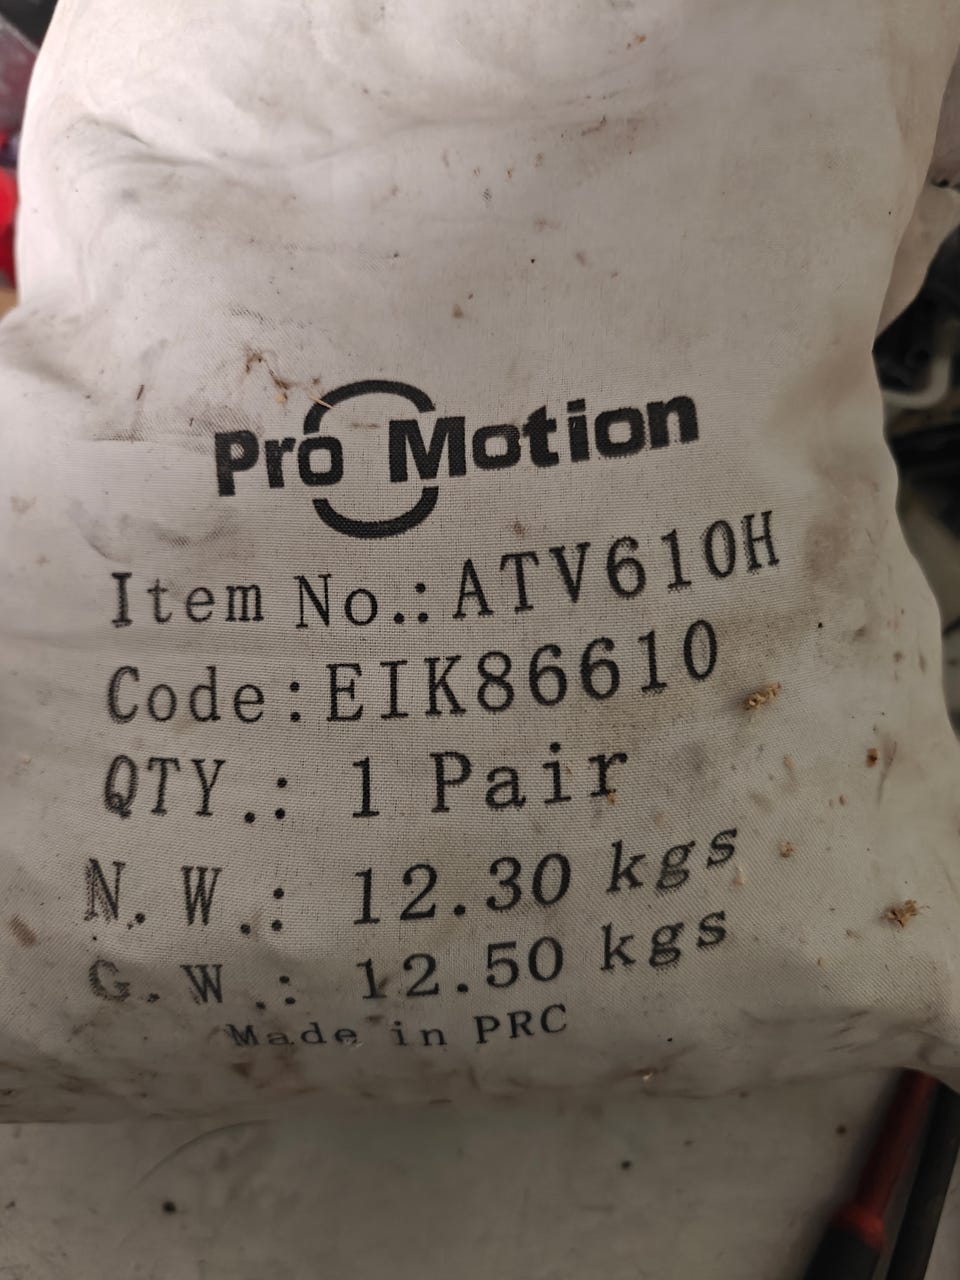 Pro Motion
Item No.:ATV610H
Code:EIK86610
QTY.: 1 Pair
N.W.: 12.30 kgs
G.W.: 12.50 kgs
Made in PRC